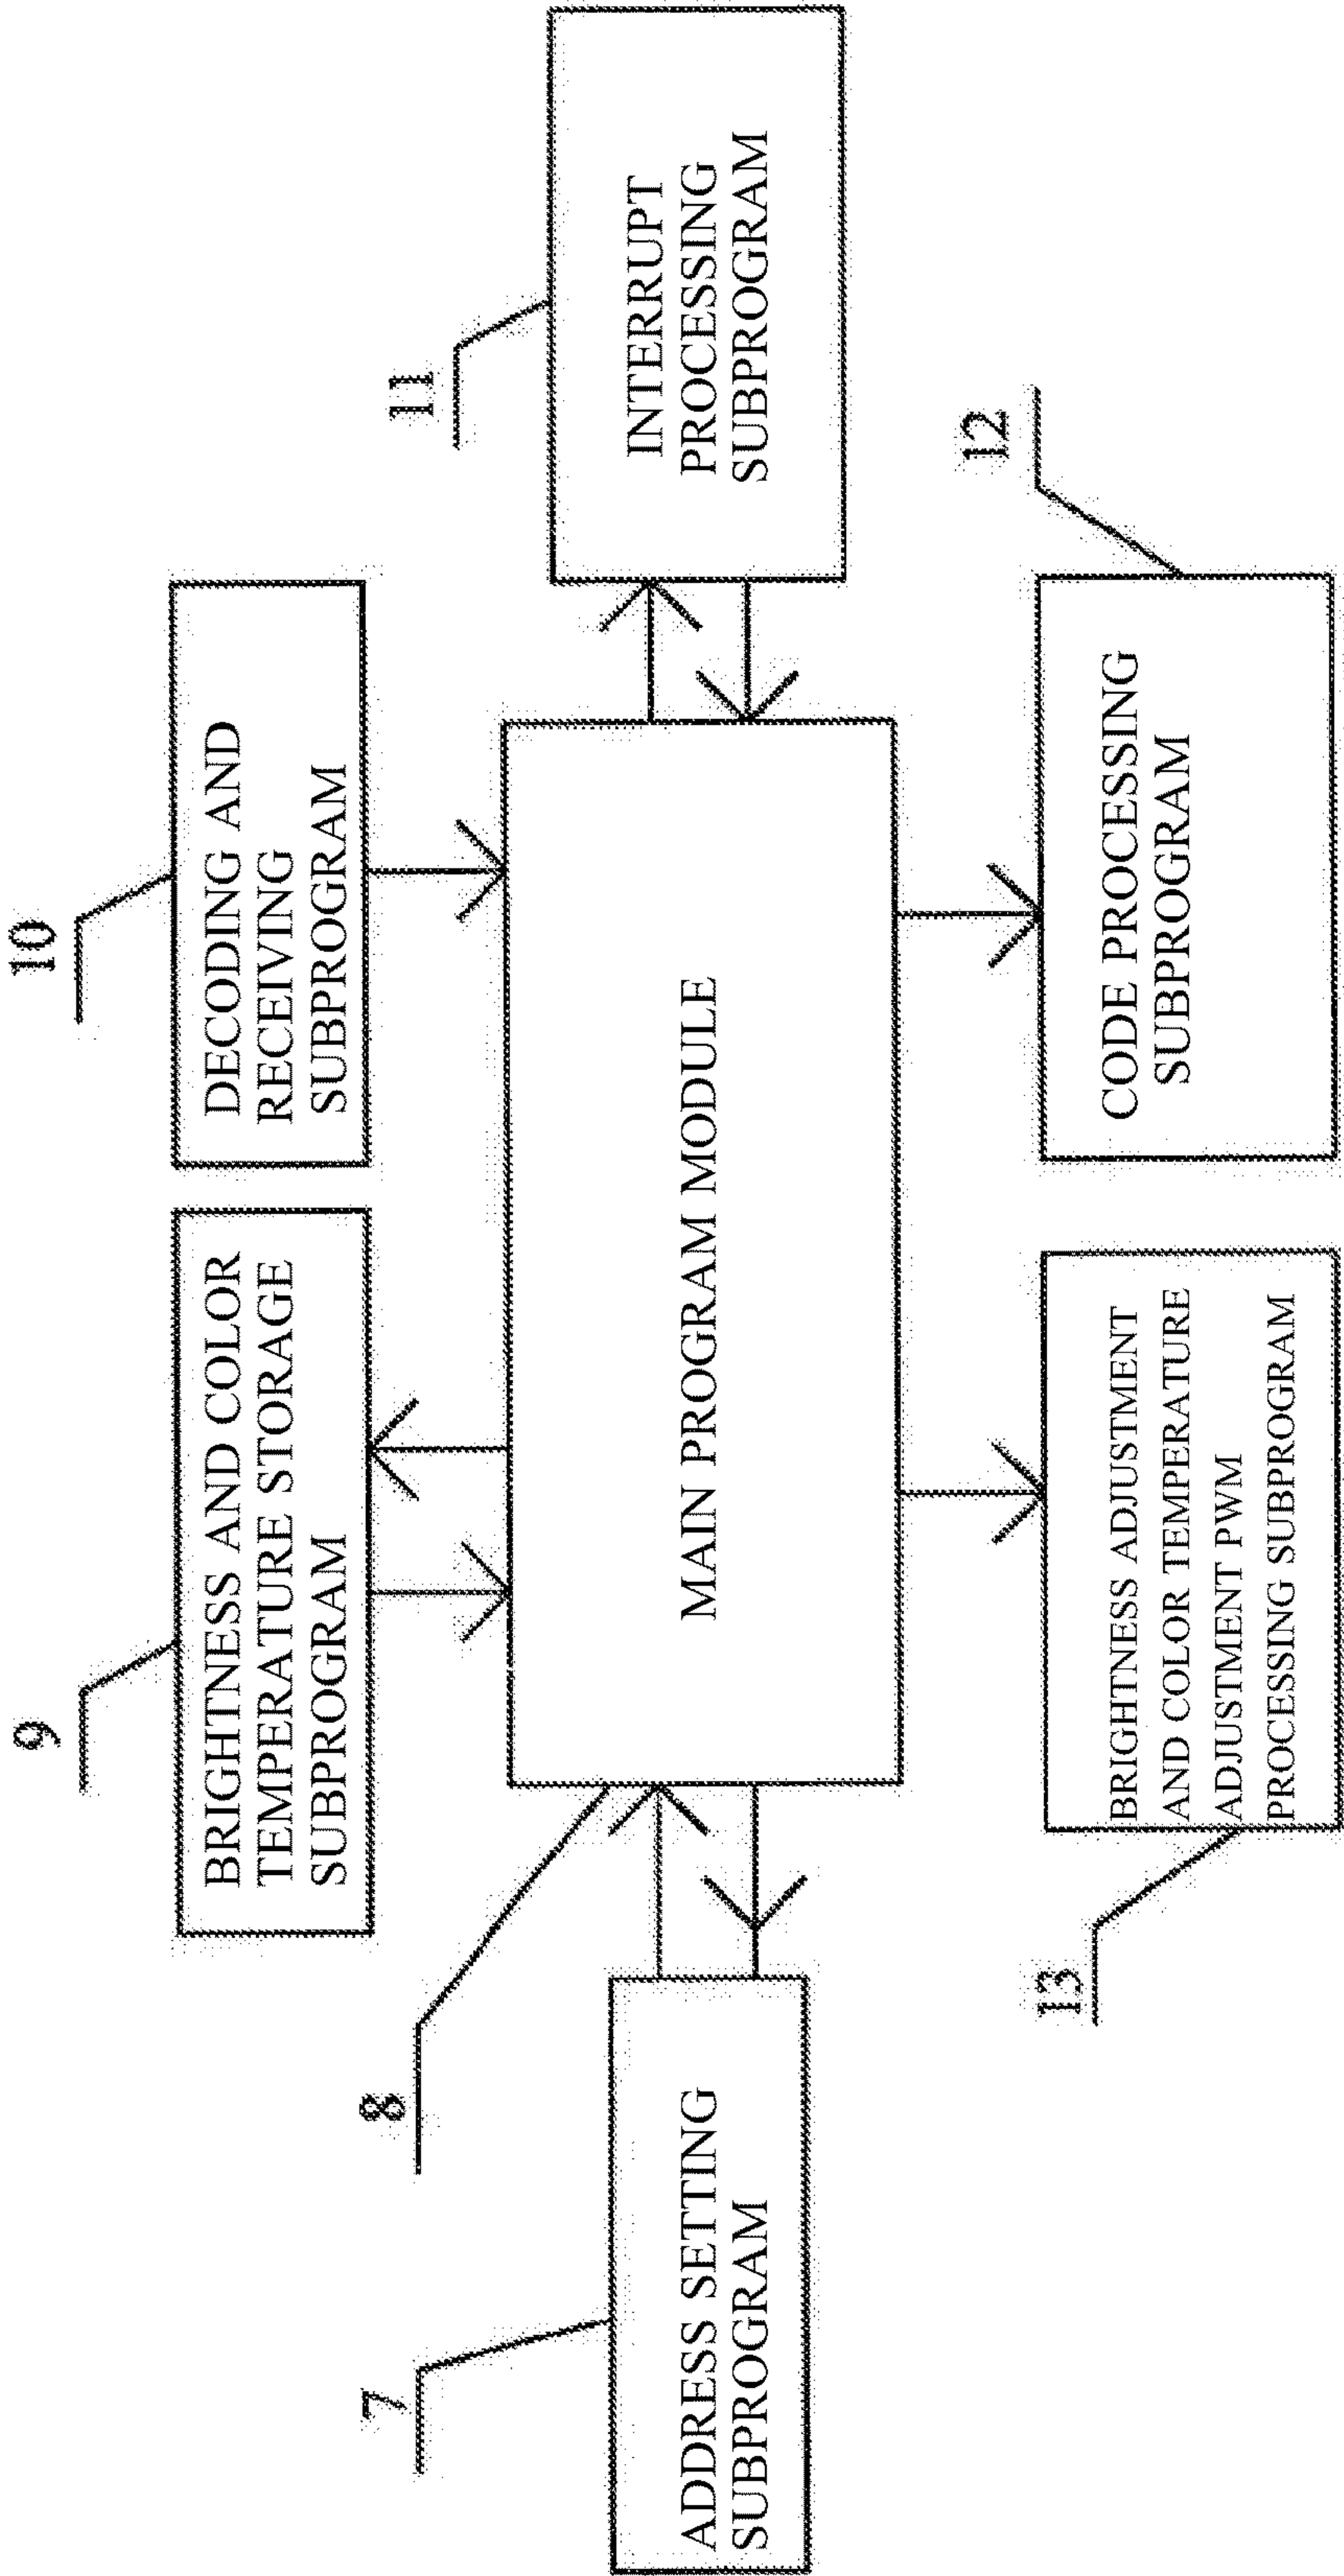 9
BRIGHTNESS AND COLOR
TEMPERATURE STORAGE
SUBPROGRAM
10
DECODING AND
RECEIVING
SUBPROGRAM
7
ADDRESS SETTING
SUBPROGRAM
8
MAIN PROGRAM MODULE
11
INTERRUPT
PROCESSING
SUBPROGRAM
13
BRIGHTNESS ADJUSTMENT
AND COLOR TEMPERATURE
ADJUSTMENT PWM
PROCESSING SUBPROGRAM
12
CODE PROCESSING
SUBPROGRAM